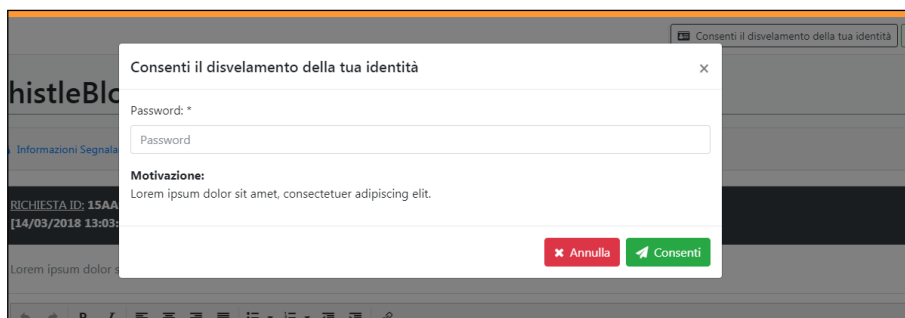 Consenti il disvelamento della tua identità
Consenti il disvelamento della tua identità ×
histleBlo
Password: *
Password
Informazioni Segnala
Motivazione:
Lorem ipsum dolor sit amet, consectetuer adipiscing elit.
RICHIESTA ID: 15AA
[14/03/2018 13:03:
Annulla Consenti
Lorem ipsum dolor s
B I